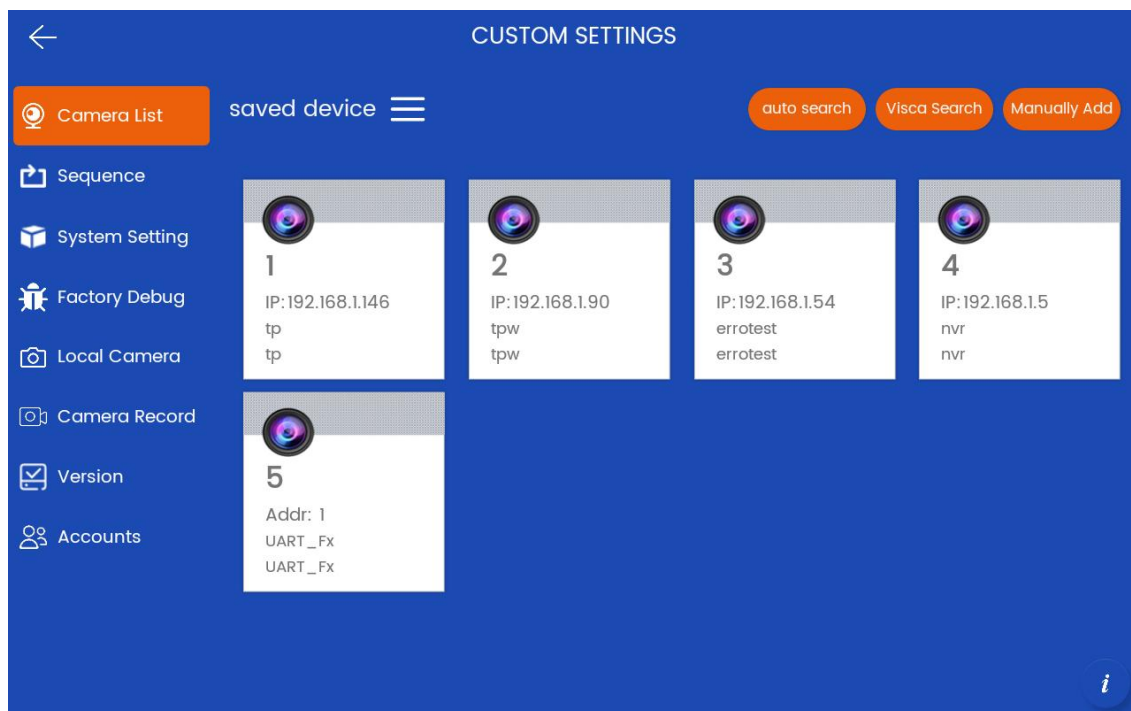 CUSTOM SETTINGS
Camera List
saved device
auto search
Visca Search
Manually Add
Sequence
System Setting
Factory Debug
Local Camera
Camera Record
Version
Accounts
1
IP:192.168.1.146
tp
tp
2
IP:192.168.1.90
tpw
tpw
3
IP:192.168.1.54
errotest
errotest
4
IP:192.168.1.5
nvr
nvr
5
Addr: 1
UART_Fx
UART_Fx
i